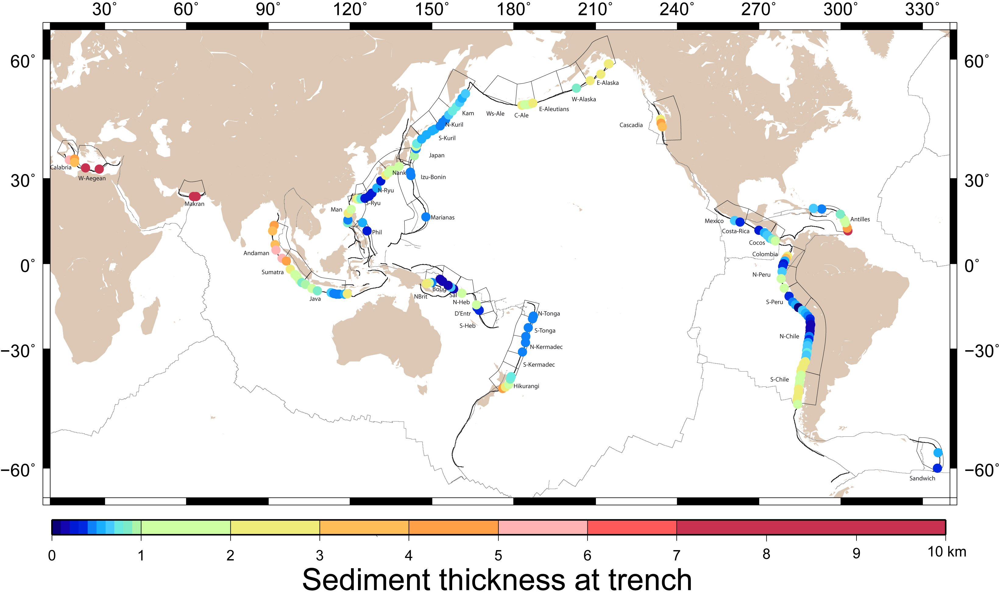 30° 60° 90° 120° 150° 180° 210° 240° 270° 300° 330°
60° 60°
E-Alaska
W-Alaska
E-Aleutians
Ws-Ale
C-Ale
Kam
N-Kuril
Cascadia
S-Kuril
Japan
Calabria
Nank
Izu-Bonin
W-Aegean
30° 30°
N-Ryu
Makran
S-Ryu
Man
Marianas
Mexico
Antilles
Phil
Costa-Rica
Cocos
Andaman
Colombia
0° 0°
Sumatra
N-Peru
Boug
NBrit
Sal
Java
N-Heb
S-Peru
D'Entr
N-Tonga
S-Heb
S-Tonga
N-Chile
N-Kermadec
−30° −30°
S-Kermadec
S-Chile
Hikurangi
−60° −60°
Sandwich
0 1 2 3 4 5 6 7 8 9 10 km
Sediment thickness at trench